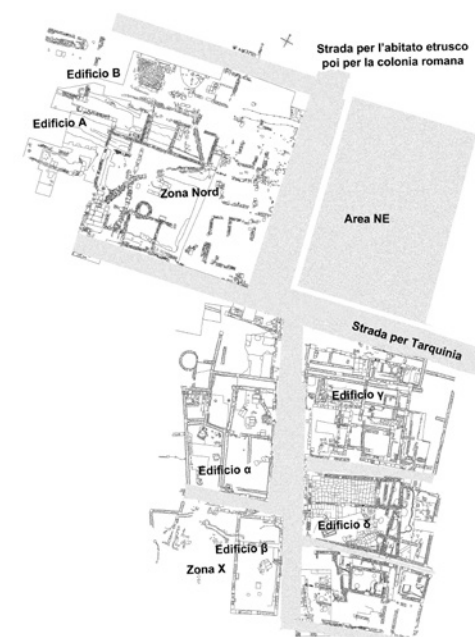 Strada per l'abitato etrusco
poi per la colonia romana
Edificio B
Edificio A
Zona Nord
Area NE
Strada per Tarquinia
Edificio γ
Edificio α
Edificio δ
Edificio β
Zona X